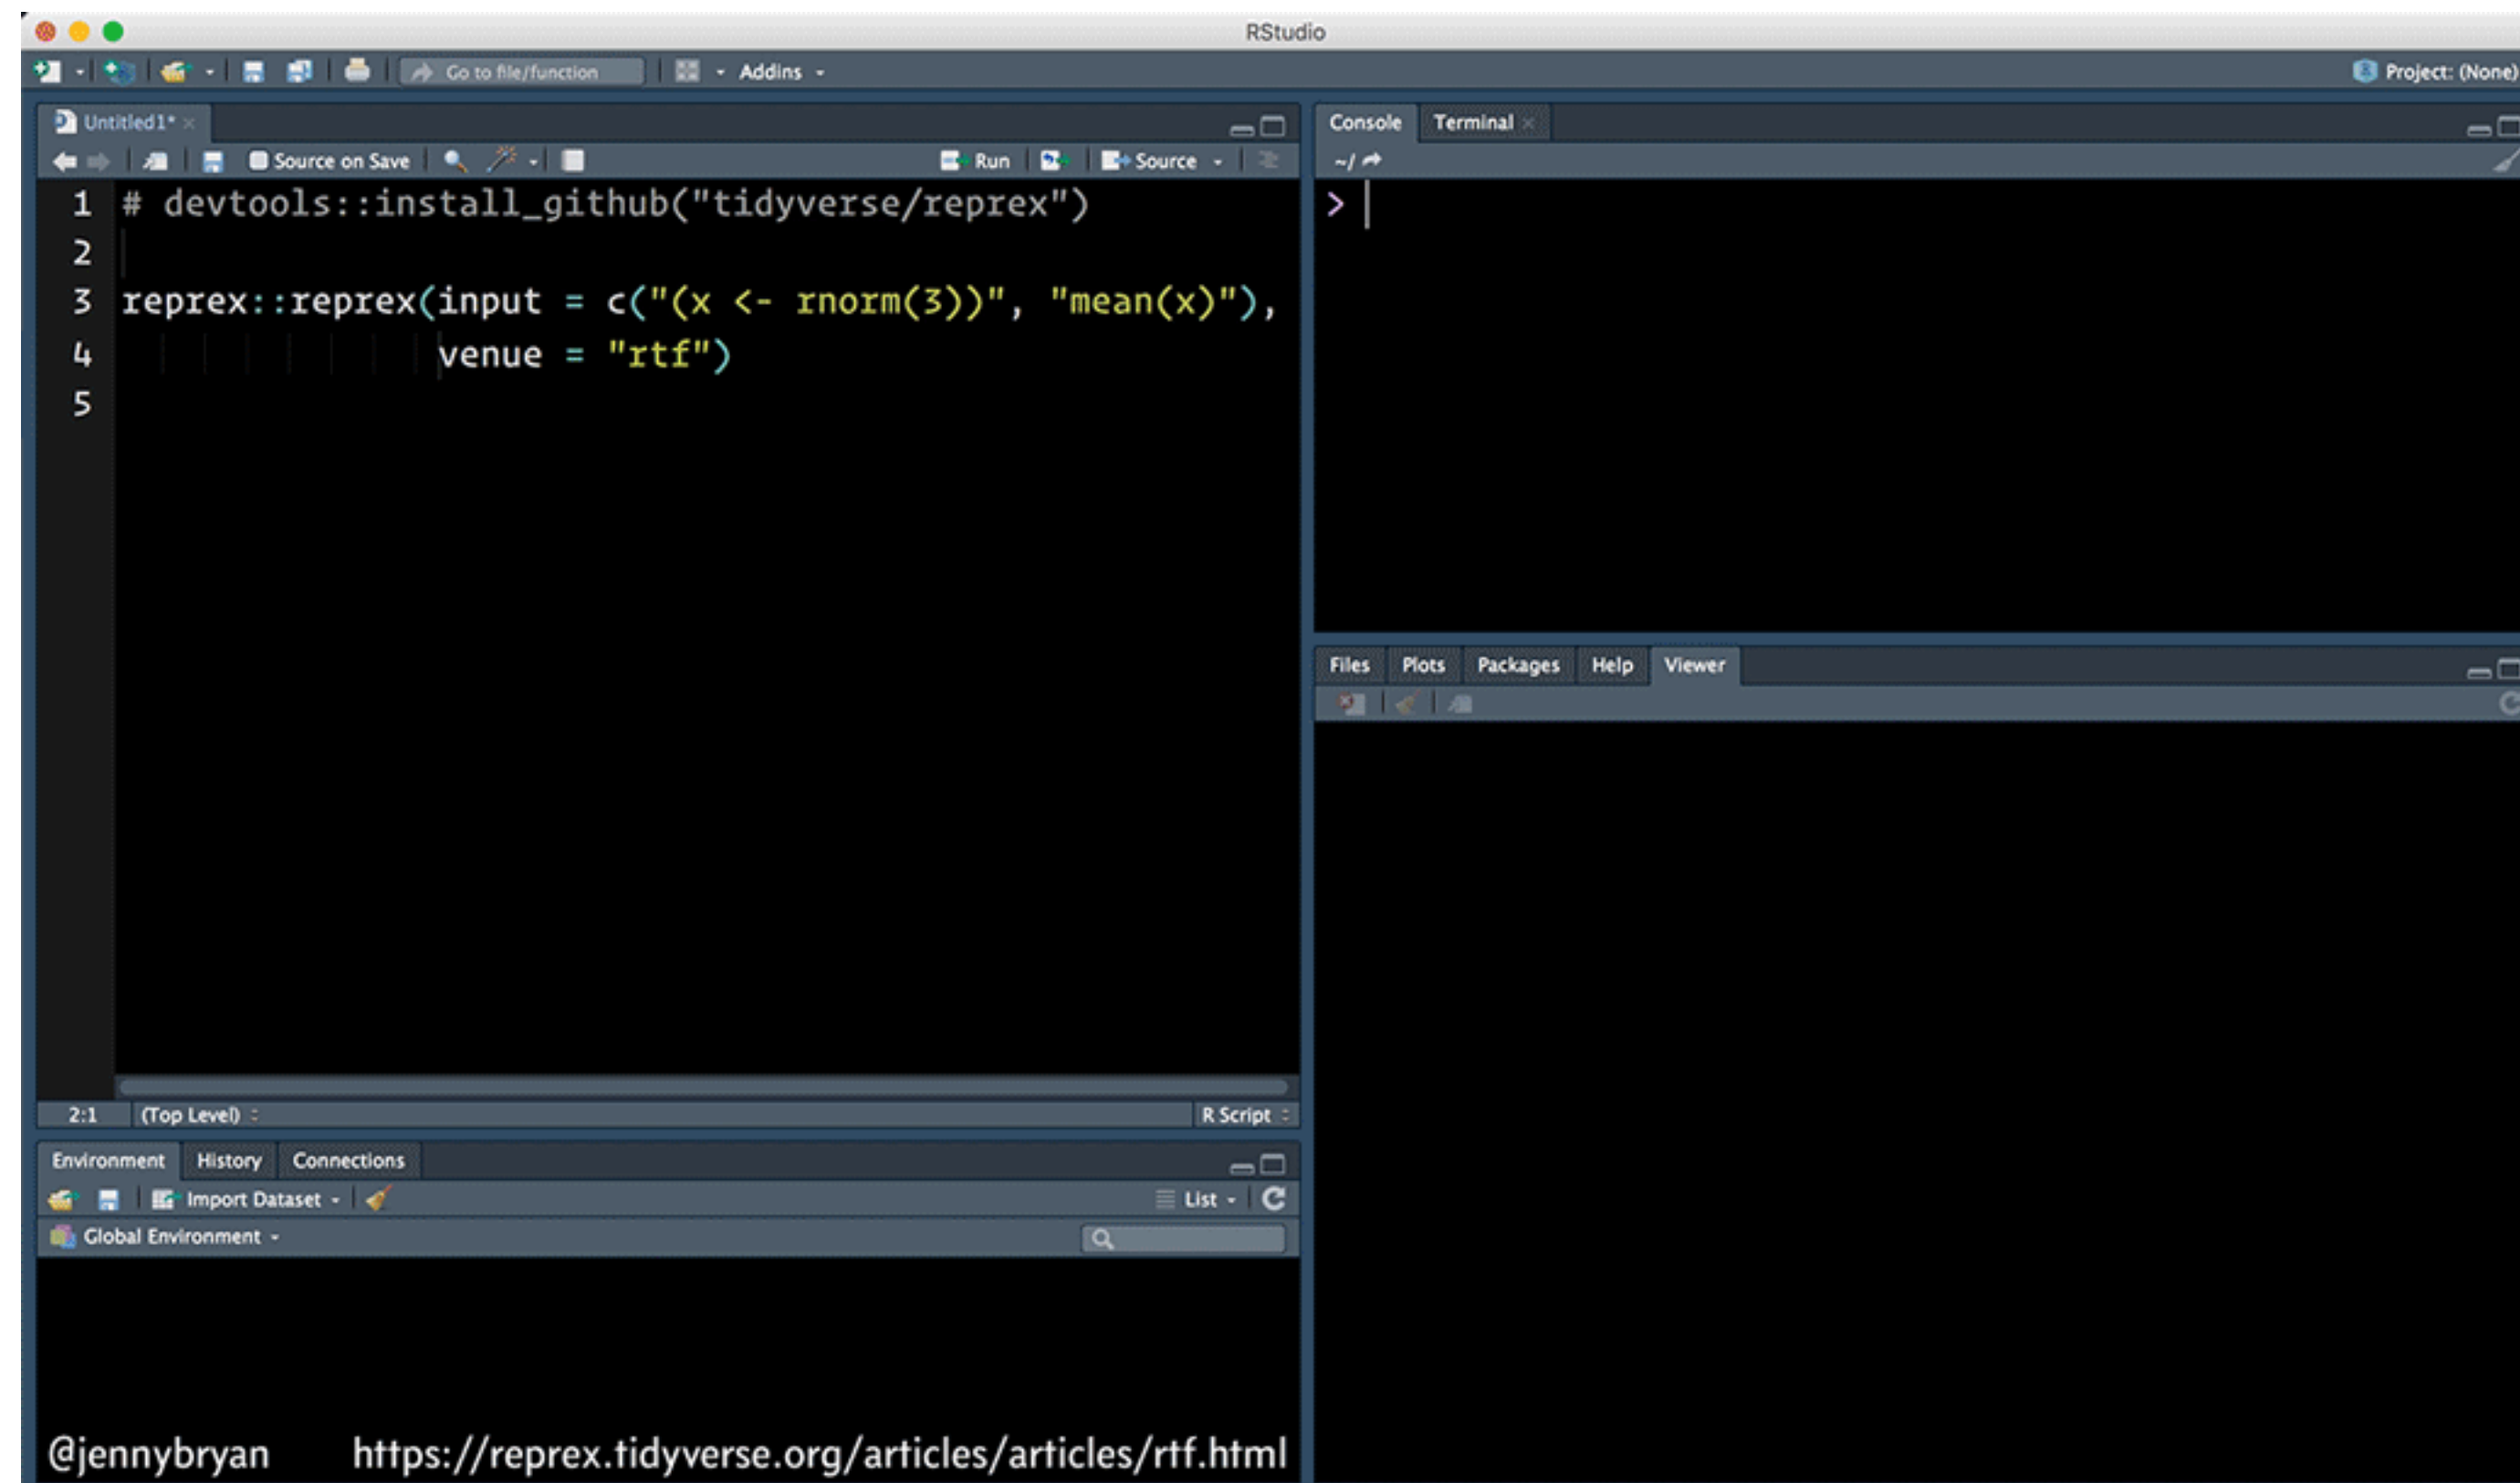 RStudio
Go to file/function Addins Project: (None)
Untitled1*
Source on Save Run Source
1 # devtools::install_github("tidyverse/reprex")
2
3 reprex::reprex(input = c("(x <- rnorm(3))", "mean(x)"),
4 venue = "rtf")
5
2:1 (Top Level) R Script
Environment History Connections
Import Dataset List
Global Environment
@jennybryan https://reprex.tidyverse.org/articles/articles/rtf.html
Console Terminal
~/
>
Files Plots Packages Help Viewer